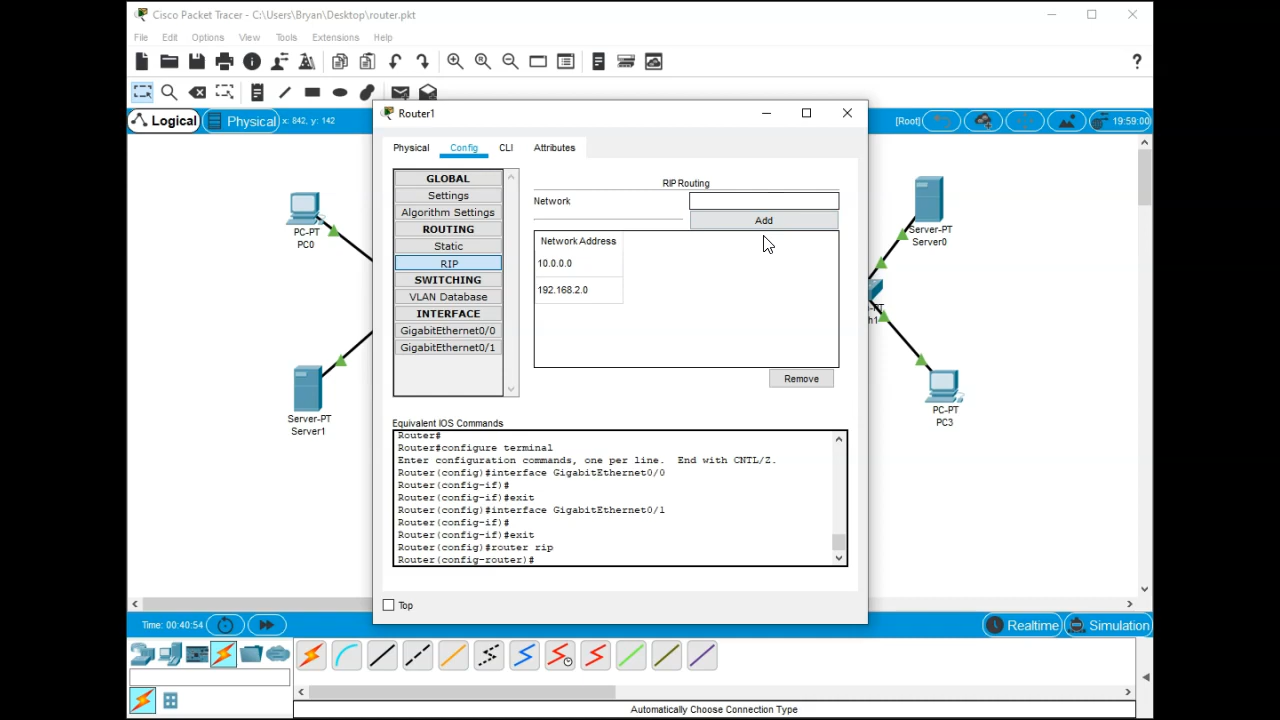 Cisco Packet Tracer - C:\Users\Bryan\Desktop\router.pkt
File Edit Options View Tools Extensions Help
?
Logical Physical x: 842, y: 142 [Root] 19:59:00
Router1
Physical Config CLI Attributes
GLOBAL
Settings
Algorithm Settings
ROUTING
Static
RIP
SWITCHING
VLAN Database
INTERFACE
GigabitEthernet0/0
GigabitEthernet0/1
RIP Routing
Network
Add
Network Address
10.0.0.0
192.168.2.0
Remove
Equivalent IOS Commands
Router#
Router#configure terminal
Enter configuration commands, one per line. End with CNTL/Z.
Router(config)#interface GigabitEthernet0/0
Router(config-if)#
Router(config-if)#exit
Router(config)#interface GigabitEthernet0/1
Router(config-if)#
Router(config-if)#exit
Router(config)#router rip
Router(config-router)#
Top
PC-PT
PC0
Server-PT
Server1
Server-PT
Server0
PC-PT
PC3
Time: 00:40:54 Realtime Simulation
Automatically Choose Connection Type